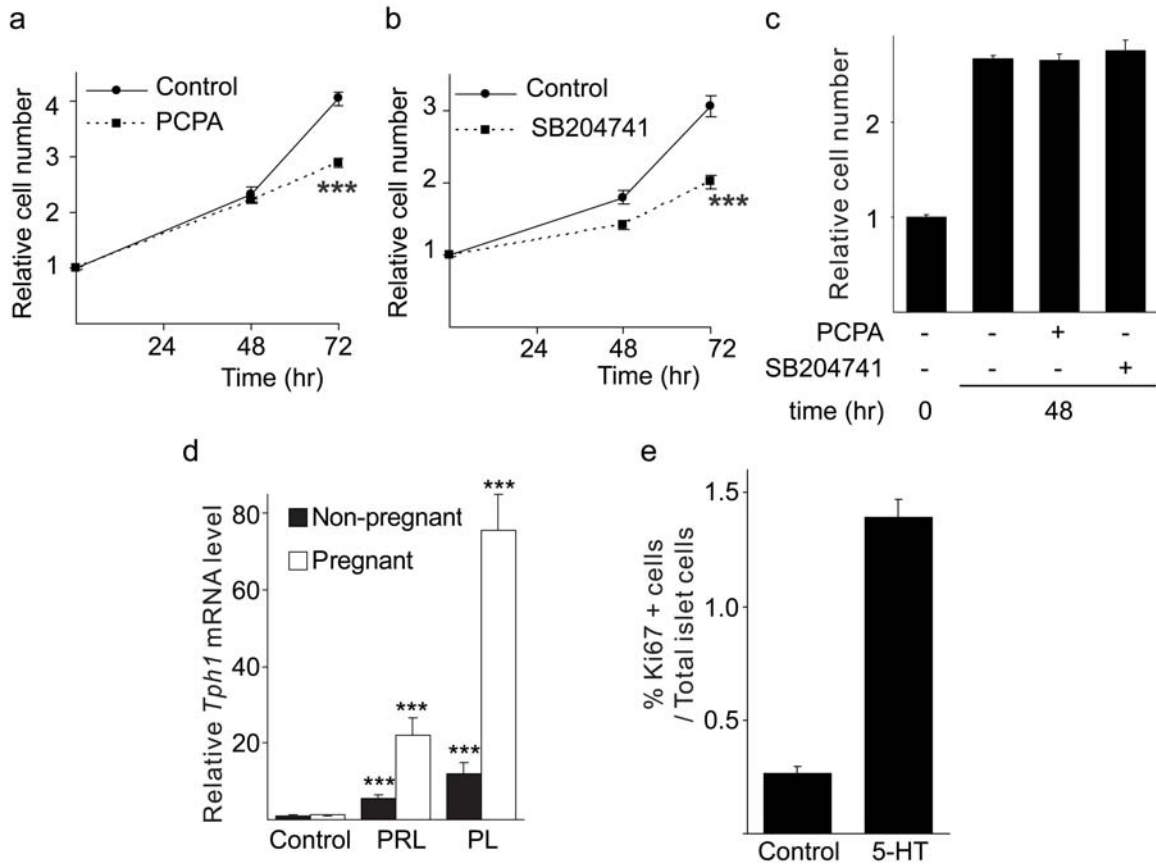 a
Relative cell number
4
3
2
1
Control
PCPA
***
24 48 72
Time (hr)
b
Relative cell number
3
2
1
Control
SB204741
***
24 48 72
Time (hr)
c
Relative cell number
2
1
PCPA - - + -
SB204741 - - - +
time (hr) 0 48
d
Relative Tph1 mRNA level
80
60
40
20
Non-pregnant
Pregnant
*** *** *** ***
Control PRL PL
e
% Ki67 + cells
/ Total islet cells
1.5
1.0
0.5
Control 5-HT